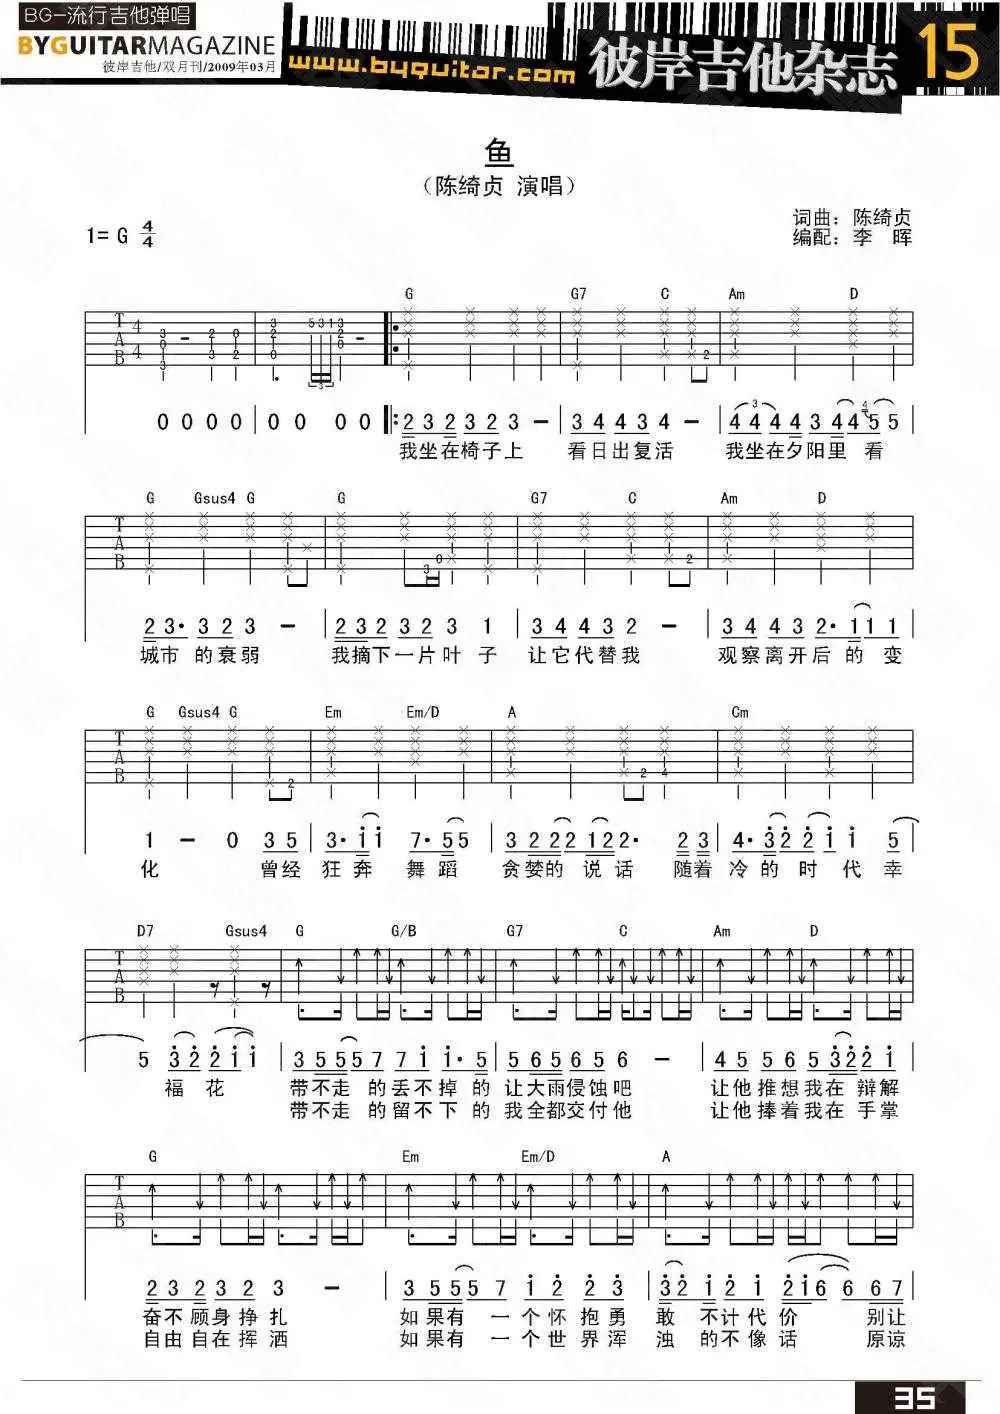 BG-流行吉他弹唱
BYGUITARMAGAZINE
彼岸吉他/双月刊/2009年03月
www.byguitar.com
彼岸吉他杂志
15
鱼
（陈绮贞 演唱）
1= G 4/4
词曲：陈绮贞
编配：李 晖
G G7 C Am D
T A B 4 4
0 0 0 0 0 0 0 0 2 3 2 3 2 3 - 3 4 4 3 4 - 4 4 4 4 3 4 4 5 5
我坐在椅子上 看日出复活 我坐在夕阳里 看
G Gsus4 G G G7 C Am D
T A B
2 3· 3 2 3 - 2 3 2 3 2 3 1 3 4 4 3 2 - 3 4 4 3 2· 1 1 1
城市 的衰弱 我摘下一片叶子 让它代替我 观察离开后的变
G Gsus4 G Em Em/D A Cm
T A B
1 - 0 3 5 3· 1 1 7· 5 5 3 2 2 2 1 2 2· 2 3 4· 3 2 2 1 1 5
化 曾经 狂奔 舞蹈 贪婪的 说话 随着 冷的时代幸
D7 Gsus4 G G/B G7 C Am D
T A B
5 3 2 2 1 1 3 5 5 5 7 7 1 1· 5 5 6 5 6 5 6 - 4 5 5 6 5 3 2 2 1
福花 带不走的丢不掉的 让大雨侵蚀吧 让他推想我在辩解
带不走的留不下的 我全都交付他 让他捧着我在手掌
G Em Em/D A
T A B
2 3 2 3 2 3 - 3 5 5 5 7 1 2 2 3 3 2 1 2 2 1 6 6 6 7
奋不顾身挣扎 如果有 一个怀抱勇 敢 不计代价 别让
自由自在挥洒 如果有 一个世界浑 浊 的不像话 原谅
35